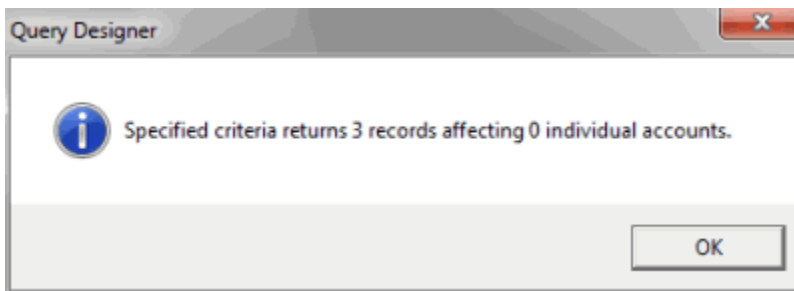 Query Designer
Specified criteria returns 3 records affecting 0 individual accounts.
OK